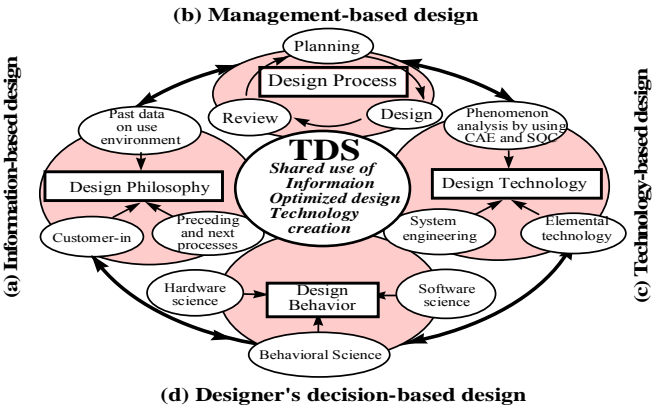 (b) Management-based design
Planning
Design Process
Review
Design
(a) Information-based design
Past data
on use
environment
Design Philosophy
Customer-in
Preceding
and next
processes
TDS
Shared use of
Informaion
Optimized design
Technology
creation
Phenomenon
analysis by using
CAE and SQC
Design Technology
System
engineering
Elemental
technology
(c) Technology-based design
Hardware
science
Design
Behavior
Software
science
Behavioral Science
(d) Designer's decision-based design